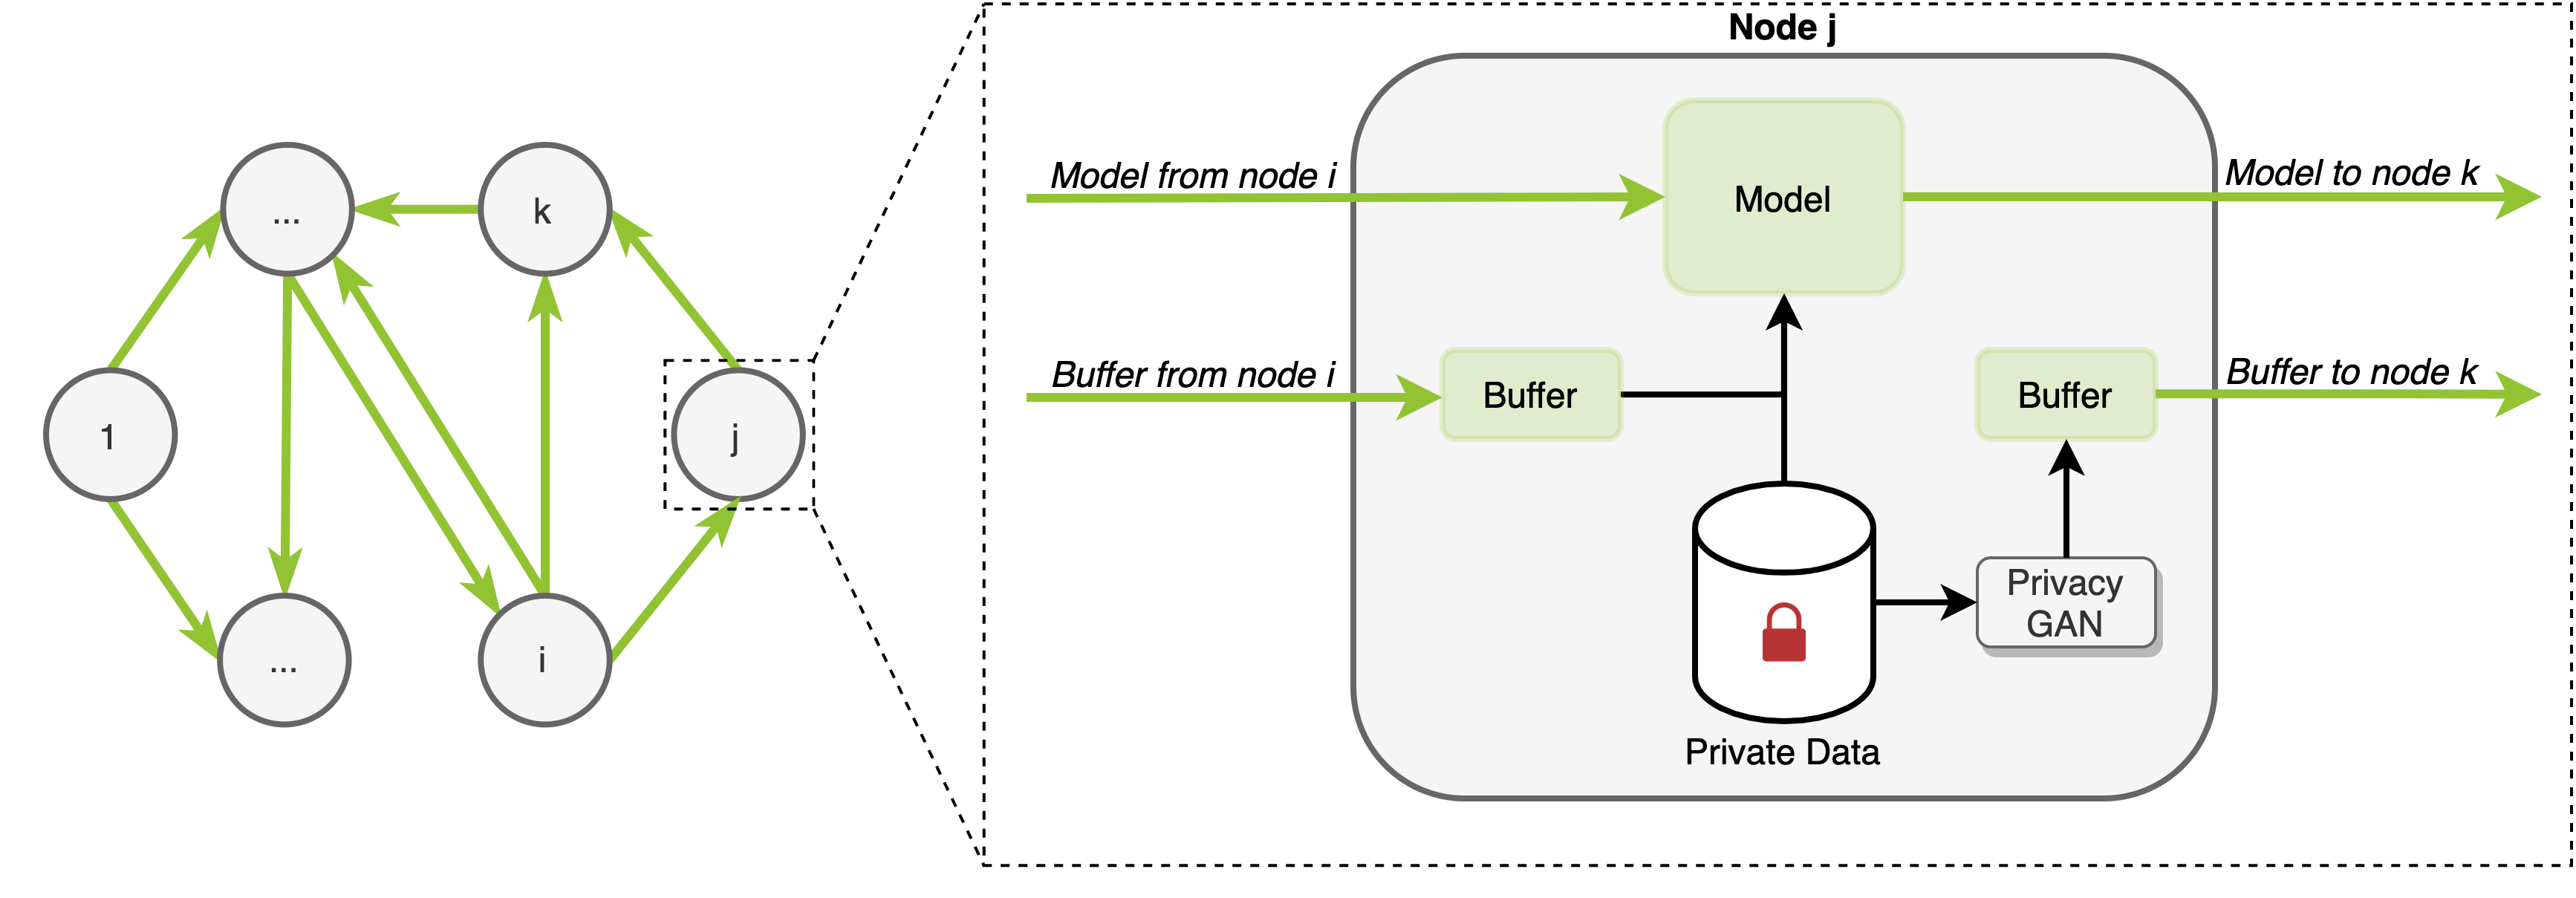 ...
k
1
j
...
i
Node j
Model from node i
Model
Model to node k
Buffer from node i
Buffer
Buffer
Buffer to node k
Privacy
GAN
Private Data